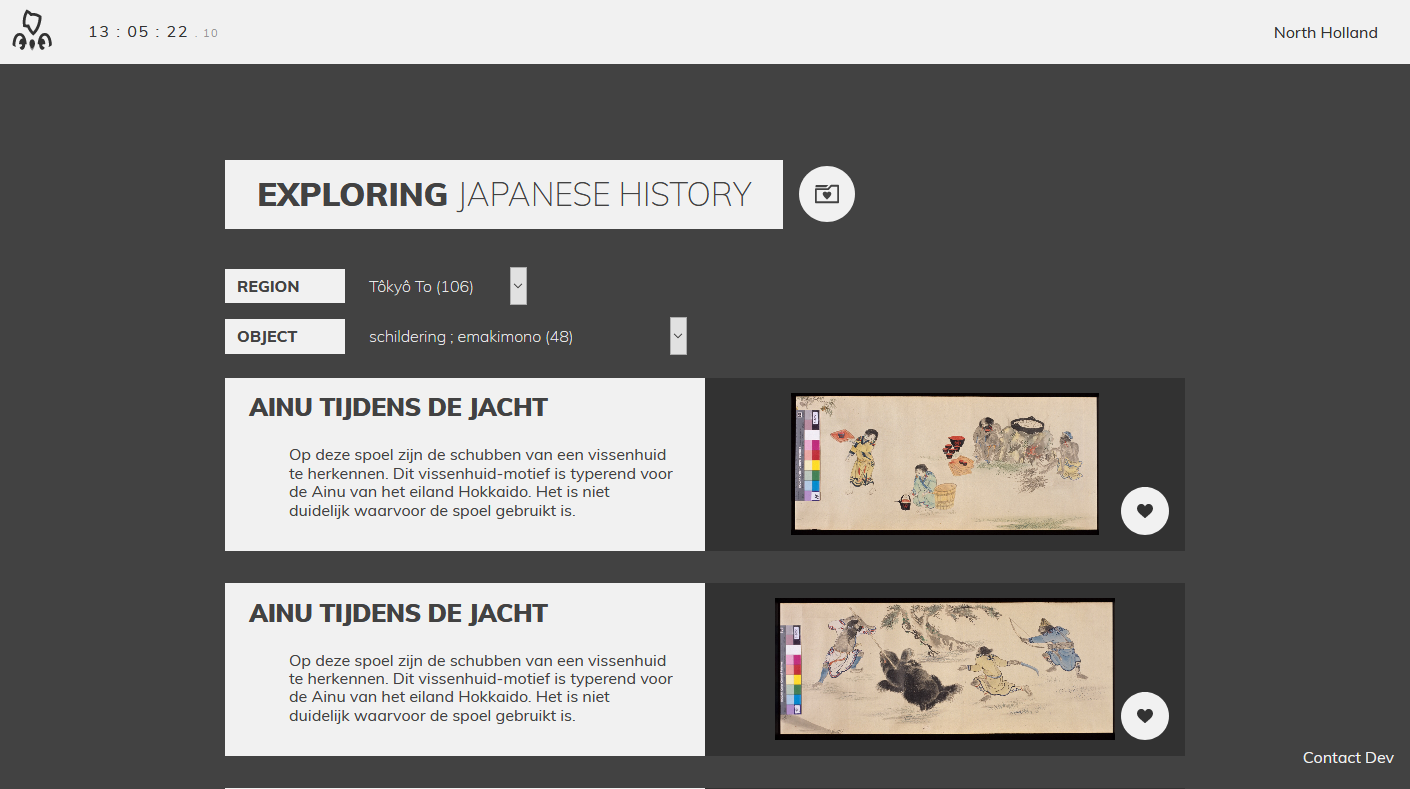 13 : 05 : 22 . 10
North Holland
EXPLORING JAPANESE HISTORY
REGION Tôkyô To (106)
OBJECT schildering ; emakimono (48)
AINU TIJDENS DE JACHT
Op deze spoel zijn de schubben van een vissenhuid
te herkennen. Dit vissenhuid-motief is typerend voor
de Ainu van het eiland Hokkaido. Het is niet
duidelijk waarvoor de spoel gebruikt is.
AINU TIJDENS DE JACHT
Op deze spoel zijn de schubben van een vissenhuid
te herkennen. Dit vissenhuid-motief is typerend voor
de Ainu van het eiland Hokkaido. Het is niet
duidelijk waarvoor de spoel gebruikt is.
Contact Dev